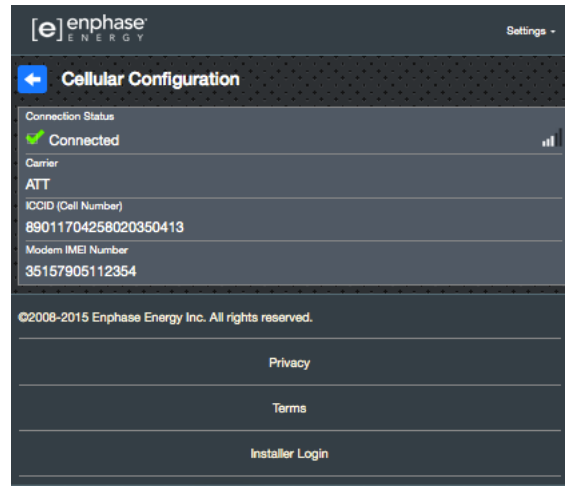 [e] enphase
ENERGY
Settings
Cellular Configuration
Connection Status
Connected
Carrier
ATT
ICCID (Cell Number)
89011704258020350413
Modem IMEI Number
35157905112354
©2008-2015 Enphase Energy Inc. All rights reserved.
Privacy
Terms
Installer Login